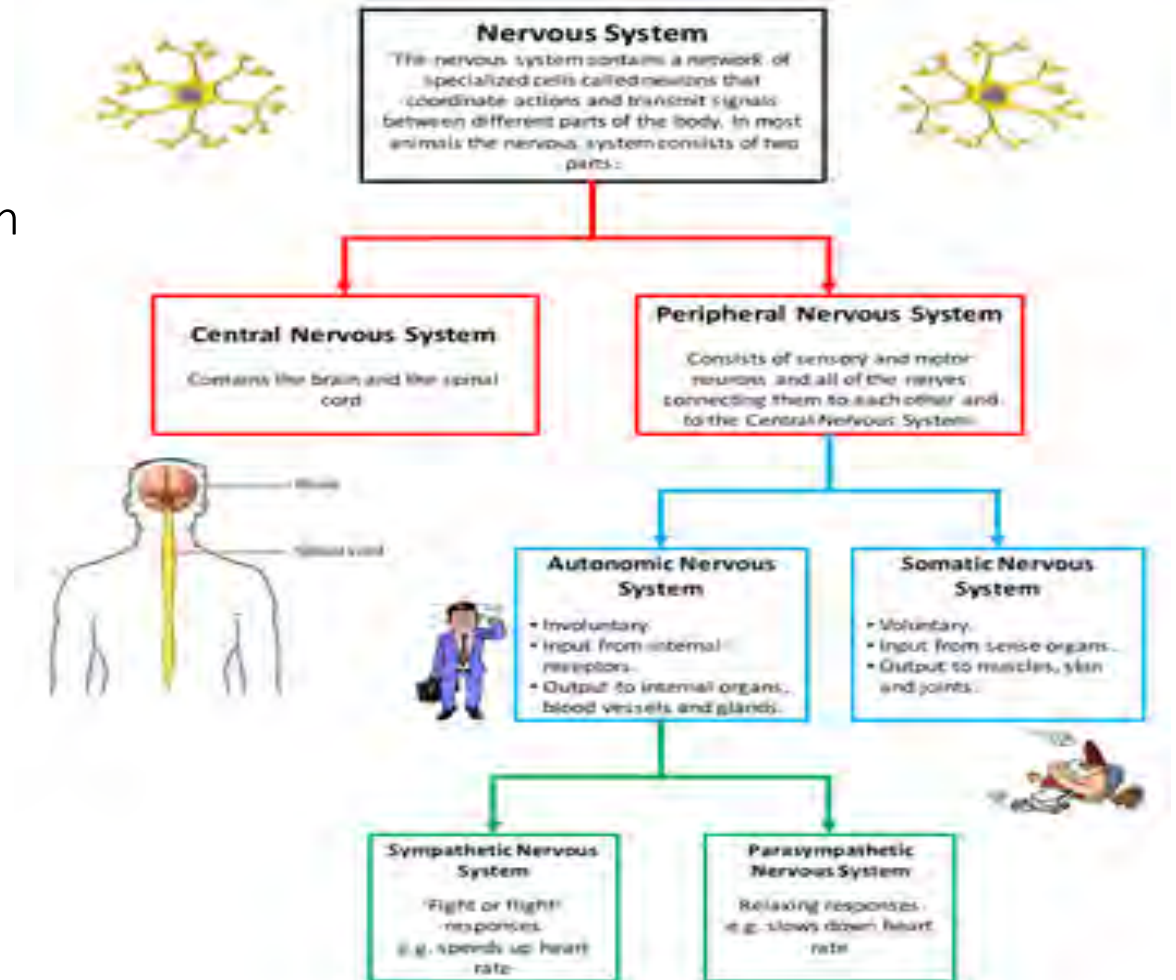 Nervous System
The nervous system contains a network of
specialized cells called neurons that
coordinate actions and transmit signals
between different parts of the body. In most
animals the nervous system consists of two
parts:
n
Central Nervous System
Contains the brain and the spinal
cord
Peripheral Nervous System
Consists of sensory and motor
neurons and all of the nerves
connecting them to each other and
to the Central Nervous System.
Brain
Spinal cord
Autonomic Nervous
System
• Involuntary.
• Input from internal
receptors.
• Output to internal organs,
blood vessels and glands.
Somatic Nervous
System
• Voluntary.
• Input from sense organs.
• Output to muscles, skin
and joints.
Sympathetic Nervous
System
'Fight or flight'
responses
e.g. speeds up heart
rate
Parasympathetic
Nervous System
Relaxing responses
e.g. slows down heart
rate